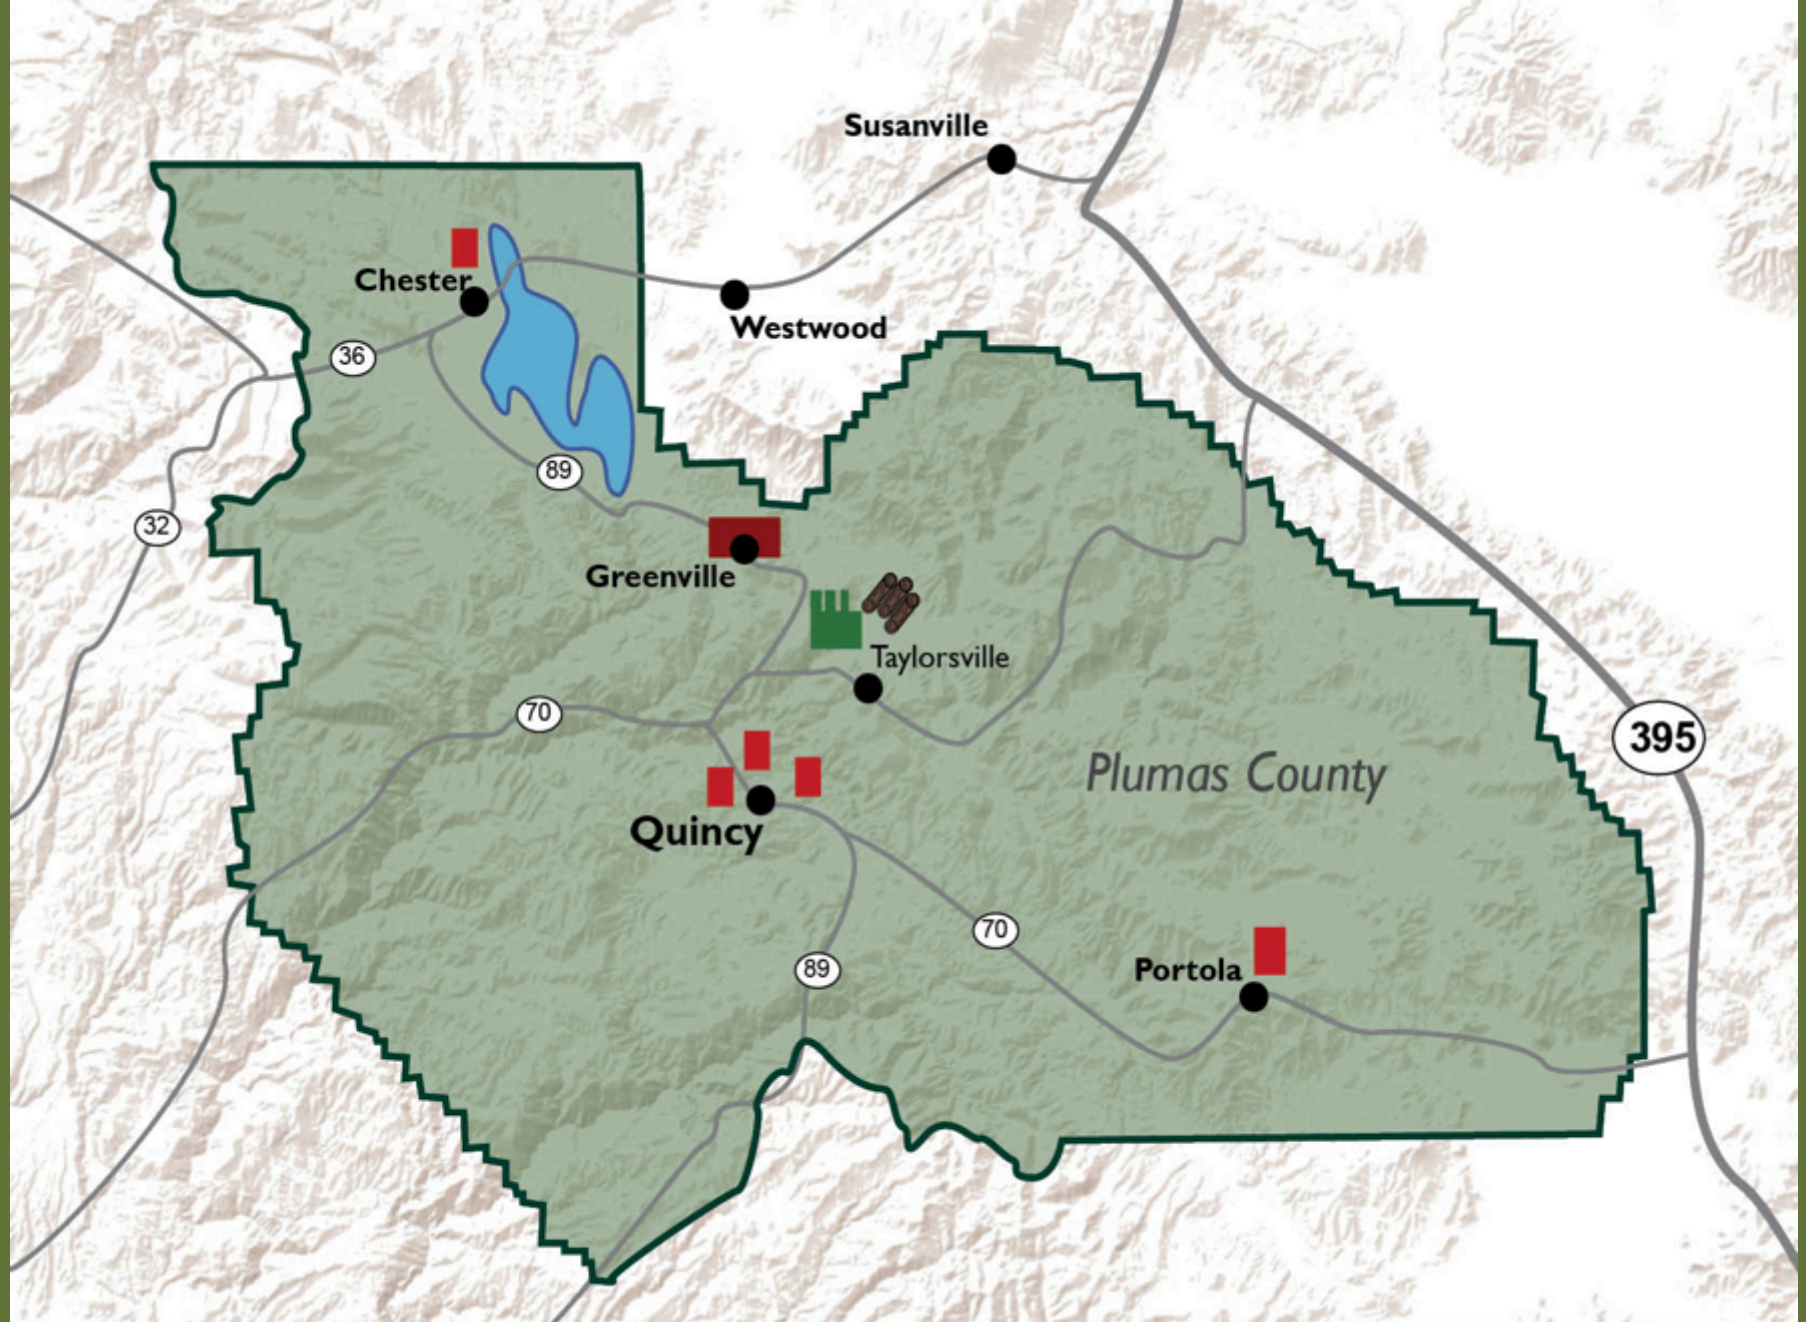 Susanville
Chester
Westwood
36
89
32
Greenville
Taylorsville
70
395
Plumas County
Quincy
70
89
Portola